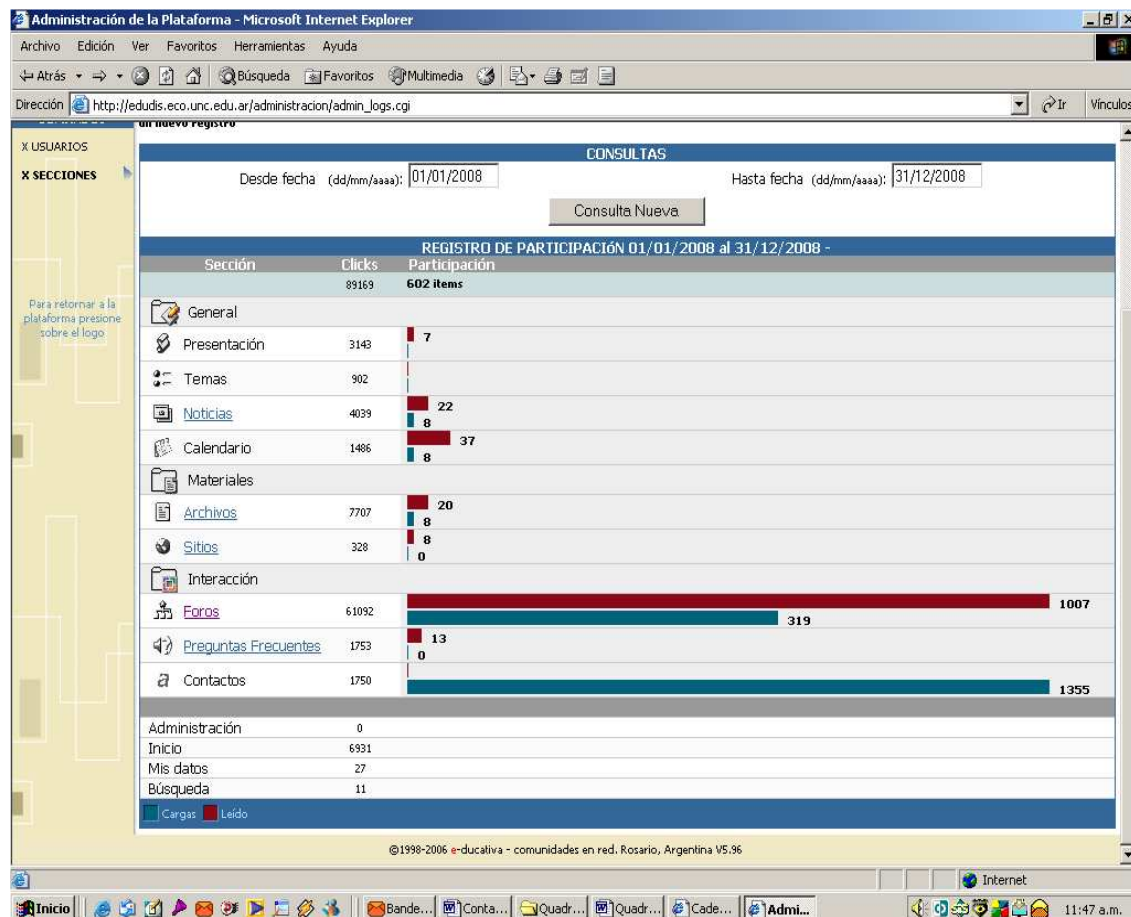 Administración de la Plataforma - Microsoft Internet Explorer
Archivo Edición Ver Favoritos Herramientas Ayuda
Atrás Búsqueda Favoritos Multimedia
Dirección http://edudis.eco.unc.edu.ar/administracion/admin_logs.cgi Ir Vínculos
un nuevo registro
X USUARIOS
CONSULTAS
X SECCIONES
Desde fecha (dd/mm/aaaa): 01/01/2008 Hasta fecha (dd/mm/aaaa): 31/12/2008
Consulta Nueva
REGISTRO DE PARTICIPACIóN 01/01/2008 al 31/12/2008 -
Sección Clicks Participación
89169 602 items
Para retornar a la
plataforma presione
sobre el logo
General
Presentación 3143 7
Temas 902
Noticias 4039 22
8
Calendario 1486 37
8
Materiales
Archivos 7707 20
8
Sitios 328 8
0
Interacción
Foros 61092 1007
319
Preguntas Frecuentes 1753 13
0
Contactos 1750 1355
Administración 0
Inicio 6931
Mis datos 27
Búsqueda 11
Cargas Leído
©1998-2006 e-ducativa - comunidades en red. Rosario, Argentina V5.96
Internet
Inicio Bande... Conta... Quadr... Quadr... Cade... Admi... 11:47 a.m.